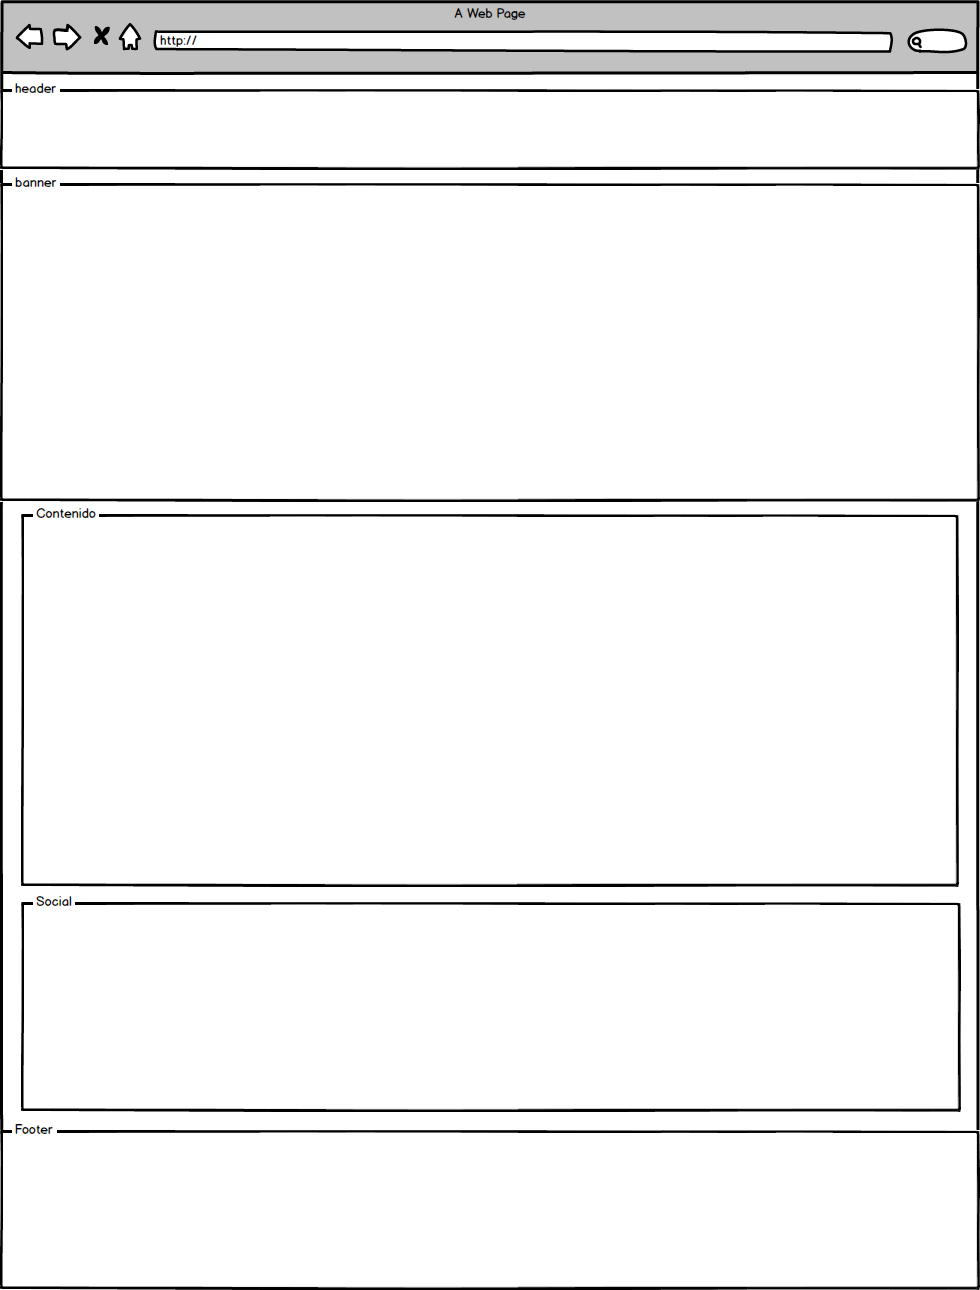 A Web Page
http://
header
banner
Contenido
Social
Footer